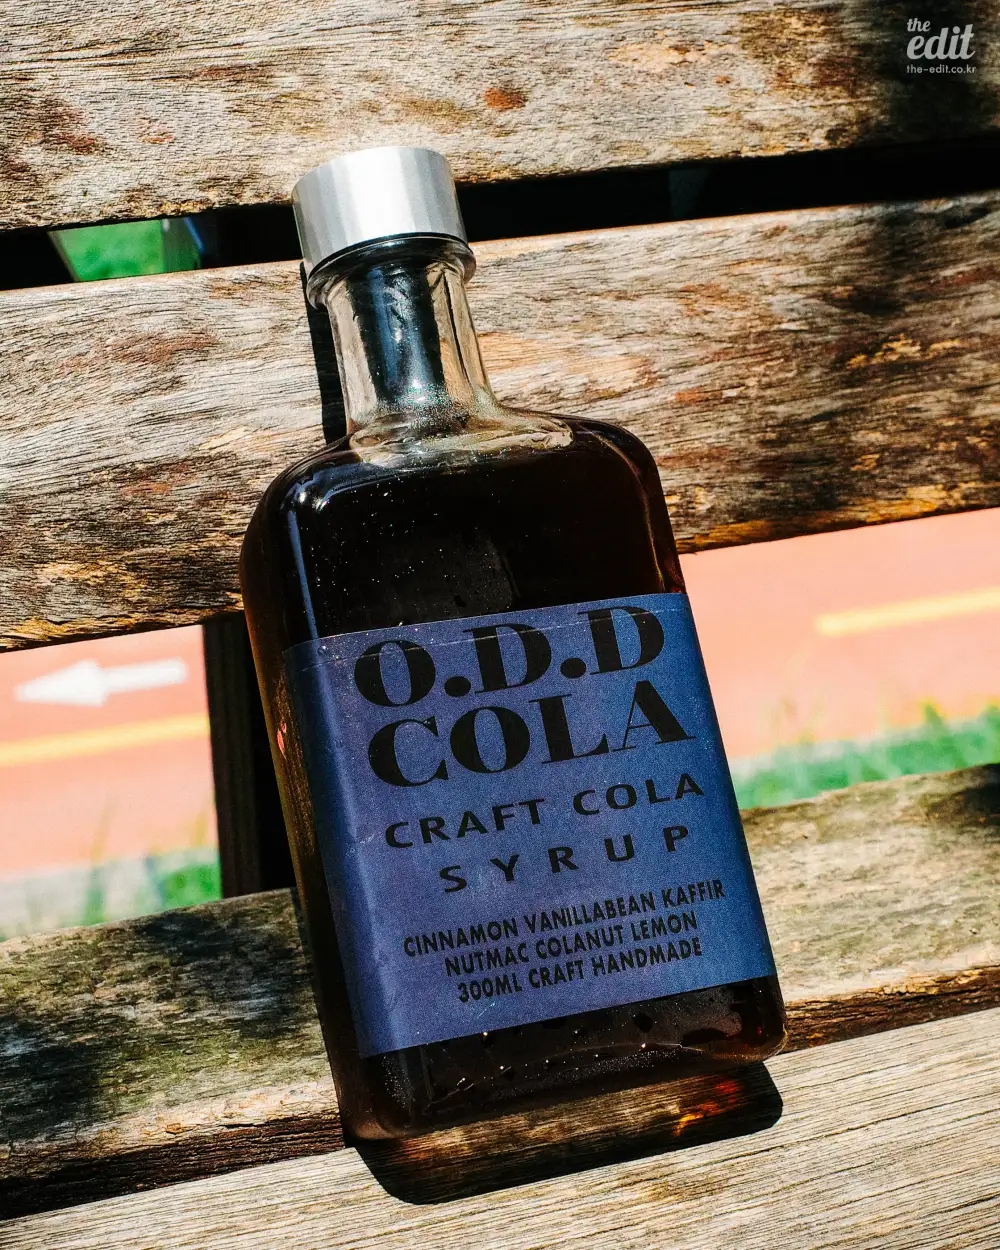 the
edit
the-edit.co.kr
O.D.D
COLA
CRAFT COLA
SYRUP
CINNAMON VANILLABEAN KAFFIR
NUTMAC COLANUT LEMON
300ML CRAFT HANDMADE